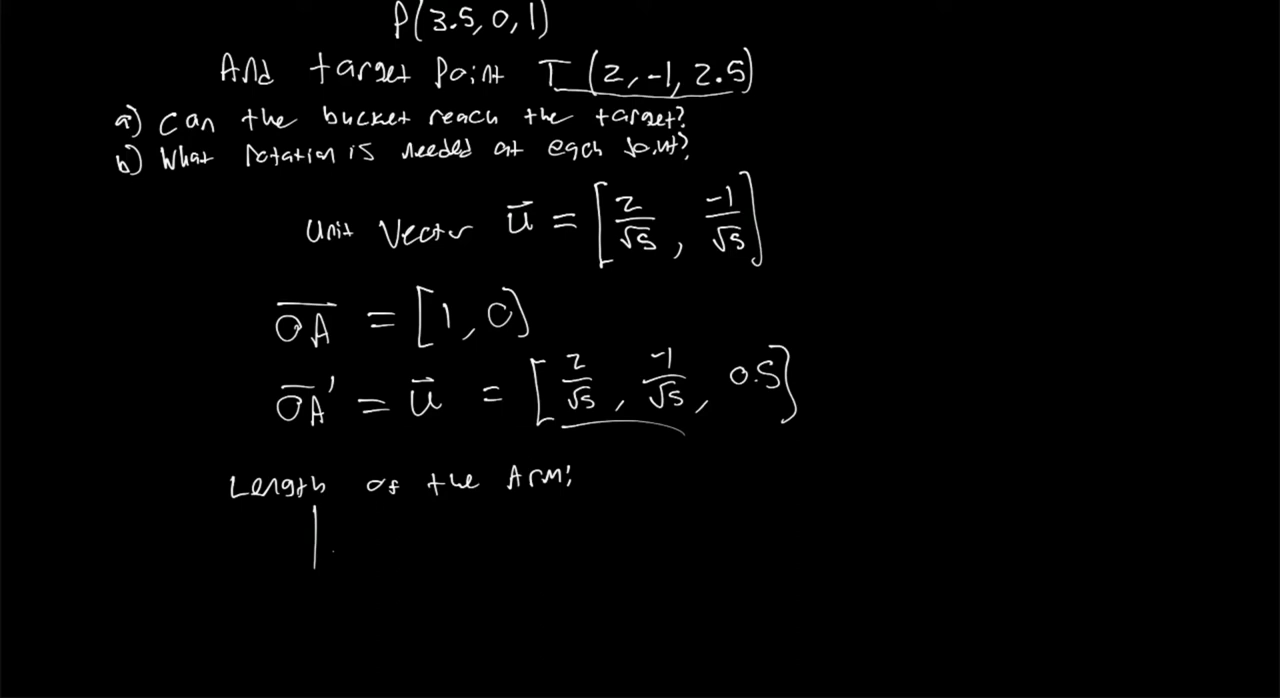 P(3.5, 0, 1)
And target Point T (2, -1, 2.5)
a) Can the bucket reach the target?
b) What rotation is needed at each joint?
Unit Vector u⃗ = [2/√5, -1/√5]
OA = [1, 0]
OA' = u⃗ = [2/√5, -1/√5, 0.5]
Length of the Arm: